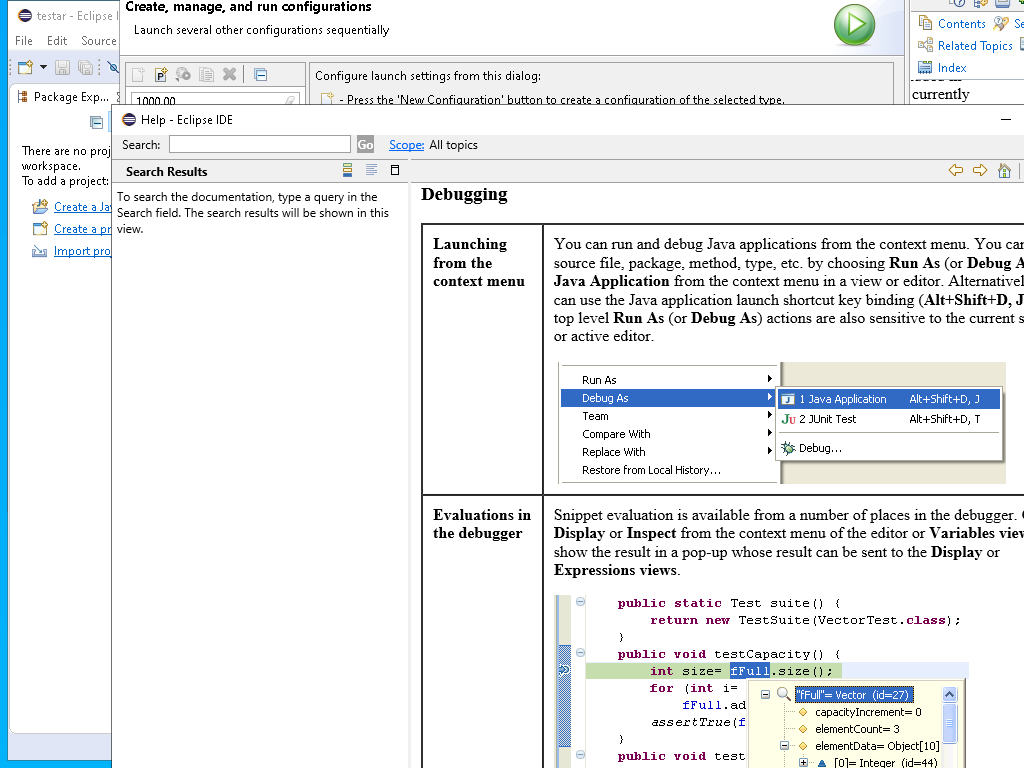 testar - Eclipse I
File Edit Source
Package Exp...
There are no proj
workspace.
To add a project:
Create a Ja
Create a pr
Import pro
Create, manage, and run configurations
Launch several other configurations sequentially
1000.00
Configure launch settings from this dialog:
- Press the 'New Configuration' button to create a configuration of the selected type.
Contents Se
Related Topics
Index
currently
Help - Eclipse IDE
Search: Go Scope: All topics
Search Results
To search the documentation, type a query in the
Search field. The search results will be shown in this
view.
Debugging
Launching
from the
context menu
You can run and debug Java applications from the context menu. You can
source file, package, method, type, etc. by choosing Run As (or Debug A
Java Application from the context menu in a view or editor. Alternativel
can use the Java application launch shortcut key binding (Alt+Shift+D, J
top level Run As (or Debug As) actions are also sensitive to the current s
or active editor.
Run As
Debug As
Team
Compare With
Replace With
Restore from Local History...
1 Java Application Alt+Shift+D, J
2 JUnit Test Alt+Shift+D, T
Debug...
Evaluations in
the debugger
Snippet evaluation is available from a number of places in the debugger.
Display or Inspect from the context menu of the editor or Variables view
show the result in a pop-up whose result can be sent to the Display or
Expressions views.
public static Test suite() {
return new TestSuite(VectorTest.class);
}
public void testCapacity() {
int size= fFull.size();
for (int i=
fFull.ad
assertTrue(f
}
public void test
"fFull"= Vector (id=27)
capacityIncrement= 0
elementCount= 3
elementData= Object[10]
[0]= Integer (id=44)